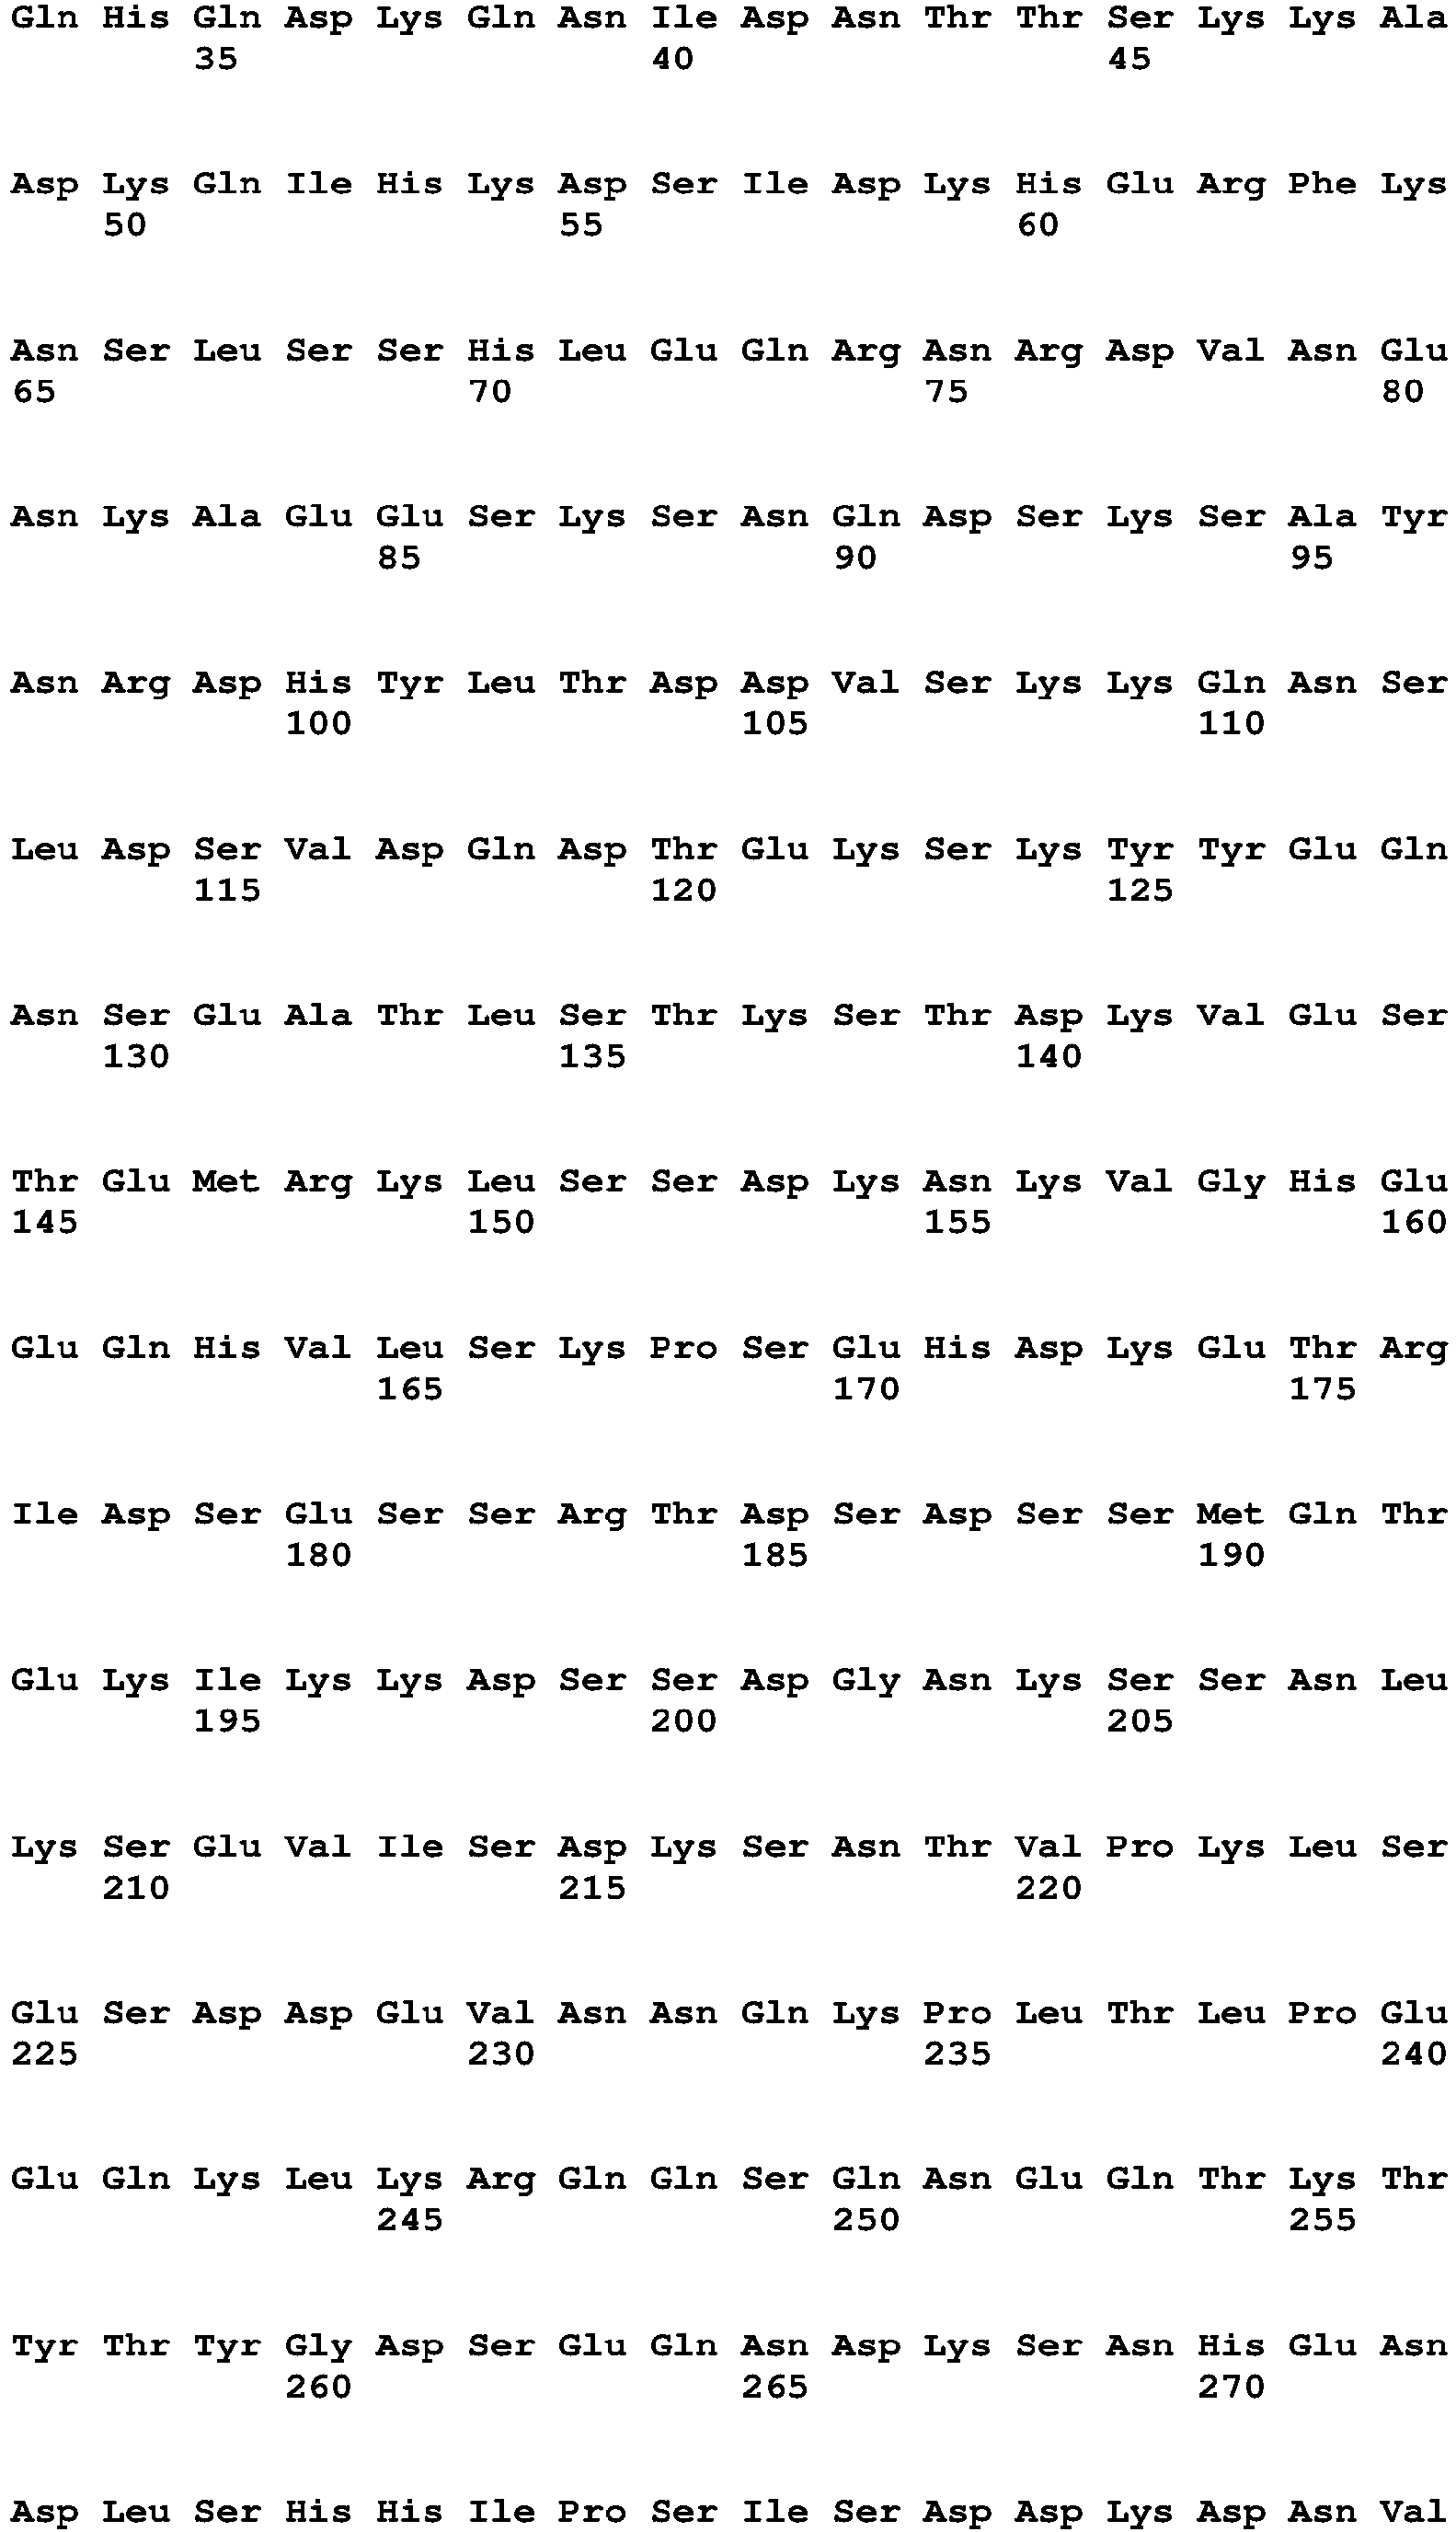 Gln His Gln Asp Lys Gln Asn Ile Asp Asn Thr Thr Ser Lys Lys Ala
35 40 45
Asp Lys Gln Ile His Lys Asp Ser Ile Asp Lys His Glu Arg Phe Lys
50 55 60
Asn Ser Leu Ser Ser His Leu Glu Gln Arg Asn Arg Asp Val Asn Glu
65 70 75 80
Asn Lys Ala Glu Glu Ser Lys Ser Asn Gln Asp Ser Lys Ser Ala Tyr
85 90 95
Asn Arg Asp His Tyr Leu Thr Asp Asp Val Ser Lys Lys Gln Asn Ser
100 105 110
Leu Asp Ser Val Asp Gln Asp Thr Glu Lys Ser Lys Tyr Tyr Glu Gln
115 120 125
Asn Ser Glu Ala Thr Leu Ser Thr Lys Ser Thr Asp Lys Val Glu Ser
130 135 140
Thr Glu Met Arg Lys Leu Ser Ser Asp Lys Asn Lys Val Gly His Glu
145 150 155 160
Glu Gln His Val Leu Ser Lys Pro Ser Glu His Asp Lys Glu Thr Arg
165 170 175
Ile Asp Ser Glu Ser Ser Arg Thr Asp Ser Asp Ser Ser Met Gln Thr
180 185 190
Glu Lys Ile Lys Lys Asp Ser Ser Asp Gly Asn Lys Ser Ser Asn Leu
195 200 205
Lys Ser Glu Val Ile Ser Asp Lys Ser Asn Thr Val Pro Lys Leu Ser
210 215 220
Glu Ser Asp Asp Glu Val Asn Asn Gln Lys Pro Leu Thr Leu Pro Glu
225 230 235 240
Glu Gln Lys Leu Lys Arg Gln Gln Ser Gln Asn Glu Gln Thr Lys Thr
245 250 255
Tyr Thr Tyr Gly Asp Ser Glu Gln Asn Asp Lys Ser Asn His Glu Asn
260 265 270
Asp Leu Ser His His Ile Pro Ser Ile Ser Asp Asp Lys Asp Asn Val